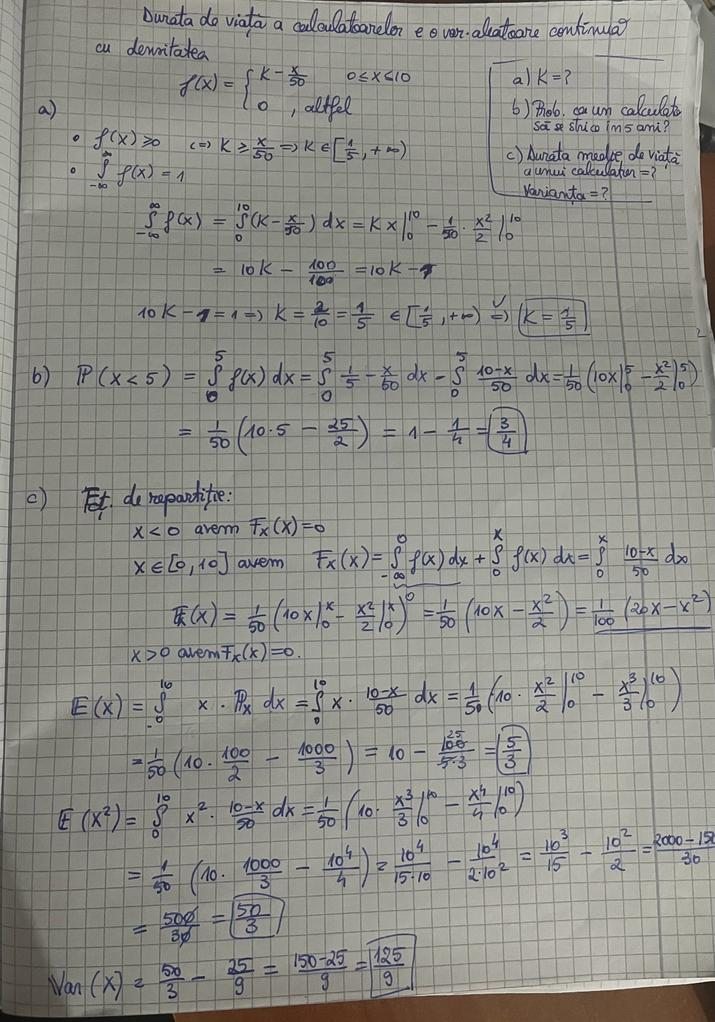 Durata de viața a calculatoarelor e o var. aleatoare continuă
cu densitatea
f(x) = { K - x/50   0≤x≤10
0 , altfel
a) K=?
b) Prob. ca un calculato
să se strice în 5 ani?
c) Durata medie de viață
a unui calculator =?
Varianța=?
a)
• f(x) ≥0 (=> K ≥ x/50 => K ∈ [1/5, +∞)
• ∫_{-∞}^{∞} f(x) = 1
∫_{-∞}^{∞} f(x) = ∫_0^{10} (K - x/50) dx = Kx|_0^{10} - 1/50 · x²/2 |_0^{10}
= 10K - 100/100 = 10K - 1
10K - 1 = 1 => K = 2/10 = 1/5 ∈ [1/5, +∞) => K = 1/5
b) P(x<5) = ∫_0^5 f(x) dx = ∫_0^5 1/5 - x/50 dx - ∫_0^5 10-x/50 dx = 1/50 (10x|_0^5 - x²/2|_0^5)
= 1/50 (10·5 - 25/2) = 1 - 1/4 = 3/4
c) Fț. de repartiție:
x<0 avem F_x(x)=0
x∈[0,10] avem F_x(x) = ∫_{-∞}^0 f(x) dx + ∫_0^x f(x) dx = ∫_0^x 10-x/50 dx
0
F(x) = 1/50 (10x|_0^x - x²/2|_0^x) = 1/50 (10x - x²/2) = 1/100 (20x - x²)
x>0 avem F_x(x)=0.
E(x) = ∫_0^{10} x · P_x dx = ∫_0^{10} x · 10-x/50 dx = 1/50 (10 · x²/2 |_0^{10} - x³/3 |_0^{10})
= 1/50 (10 · 100/2 - 1000/3) = 10 - 25/3 = 5/3
E(x²) = ∫_0^{10} x² · 10-x/50 dx = 1/50 (10 · x³/3 |_0^{10} - x⁴/4 |_0^{10})
= 1/50 (10 · 1000/3 - 10⁴/4) = 10⁴/15·10 - 10⁴/2·10² = 10³/15 - 10²/2 = 2000-150/30
= 500/30 = 50/3
Var(X) = 50/3 - 25/9 = 150-25/9 = 125/9